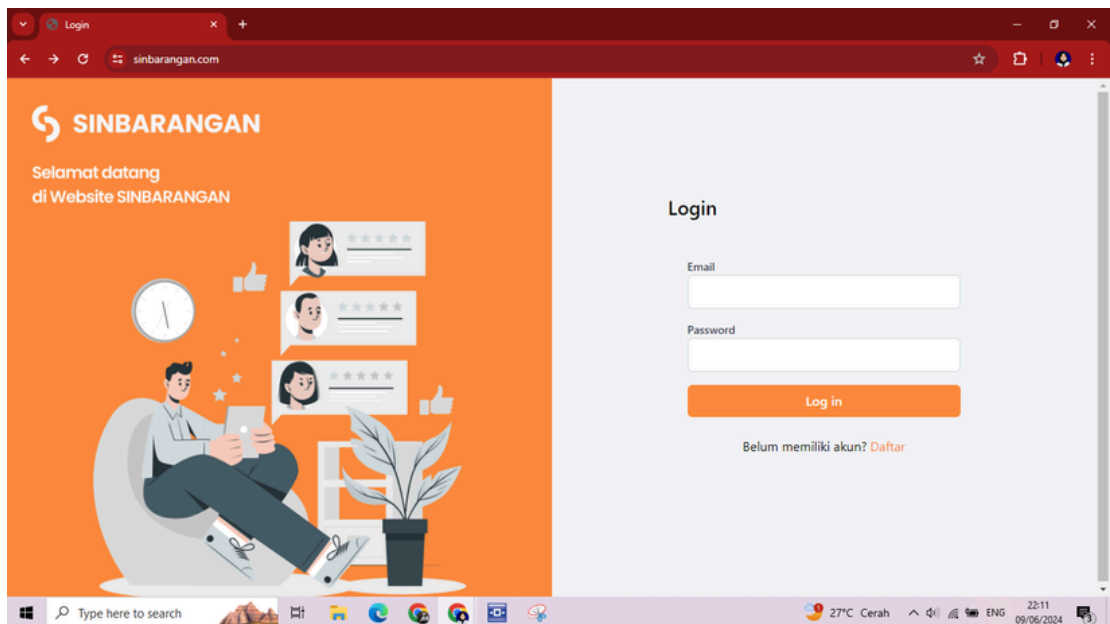 Login
sinbarangan.com
SINBARANGAN
Selamat datang
di Website SINBARANGAN
Login
Email
Password
Log in
Belum memiliki akun? Daftar
Type here to search
27°C Cerah
ENG
22:11
09/06/2024
3